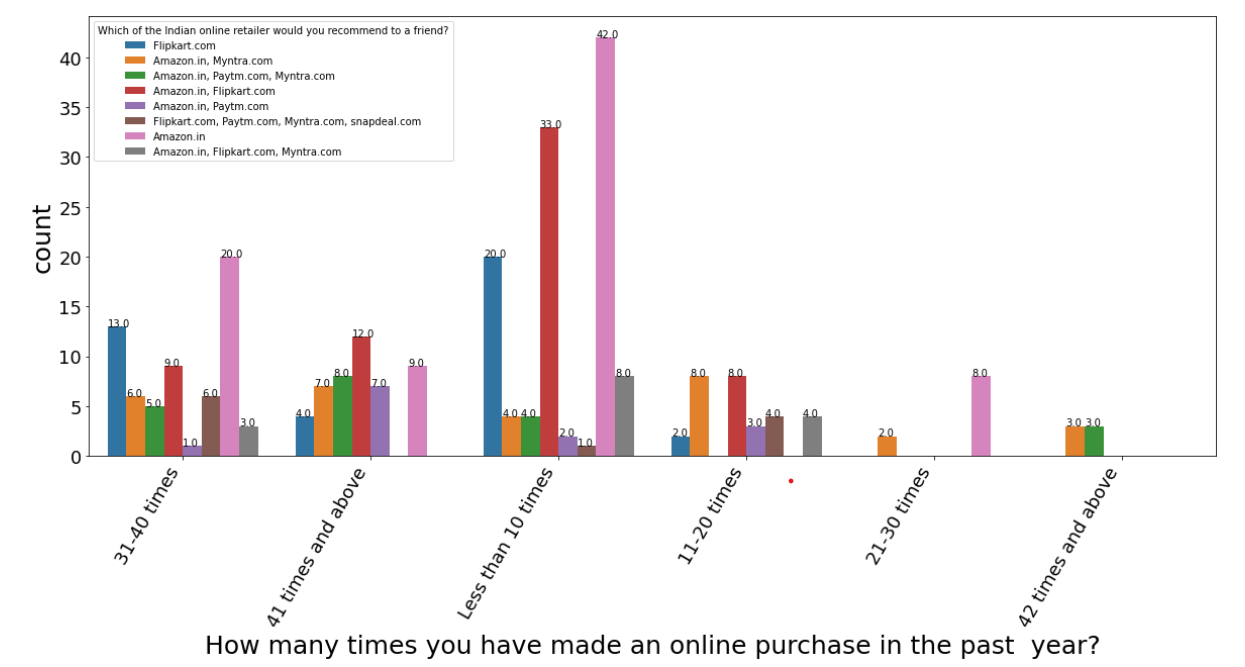 Which of the Indian online retailer would you recommend to a friend?
Flipkart.com
Amazon.in, Myntra.com
Amazon.in, Paytm.com, Myntra.com
Amazon.in, Flipkart.com
Amazon.in, Paytm.com
Flipkart.com, Paytm.com, Myntra.com, snapdeal.com
Amazon.in
Amazon.in, Flipkart.com, Myntra.com
count
40
35
30
25
20
15
10
5
0
13.0
6.0
5.0
9.0
1.0
6.0
20.0
3.0
4.0
7.0
8.0
12.0
7.0
9.0
20.0
4.0
4.0
33.0
2.0
1.0
42.0
8.0
2.0
8.0
8.0
3.0
4.0
4.0
2.0
8.0
3.0
3.0
31-40 times
41 times and above
Less than 10 times
11-20 times
21-30 times
42 times and above
How many times you have made an online purchase in the past  year?